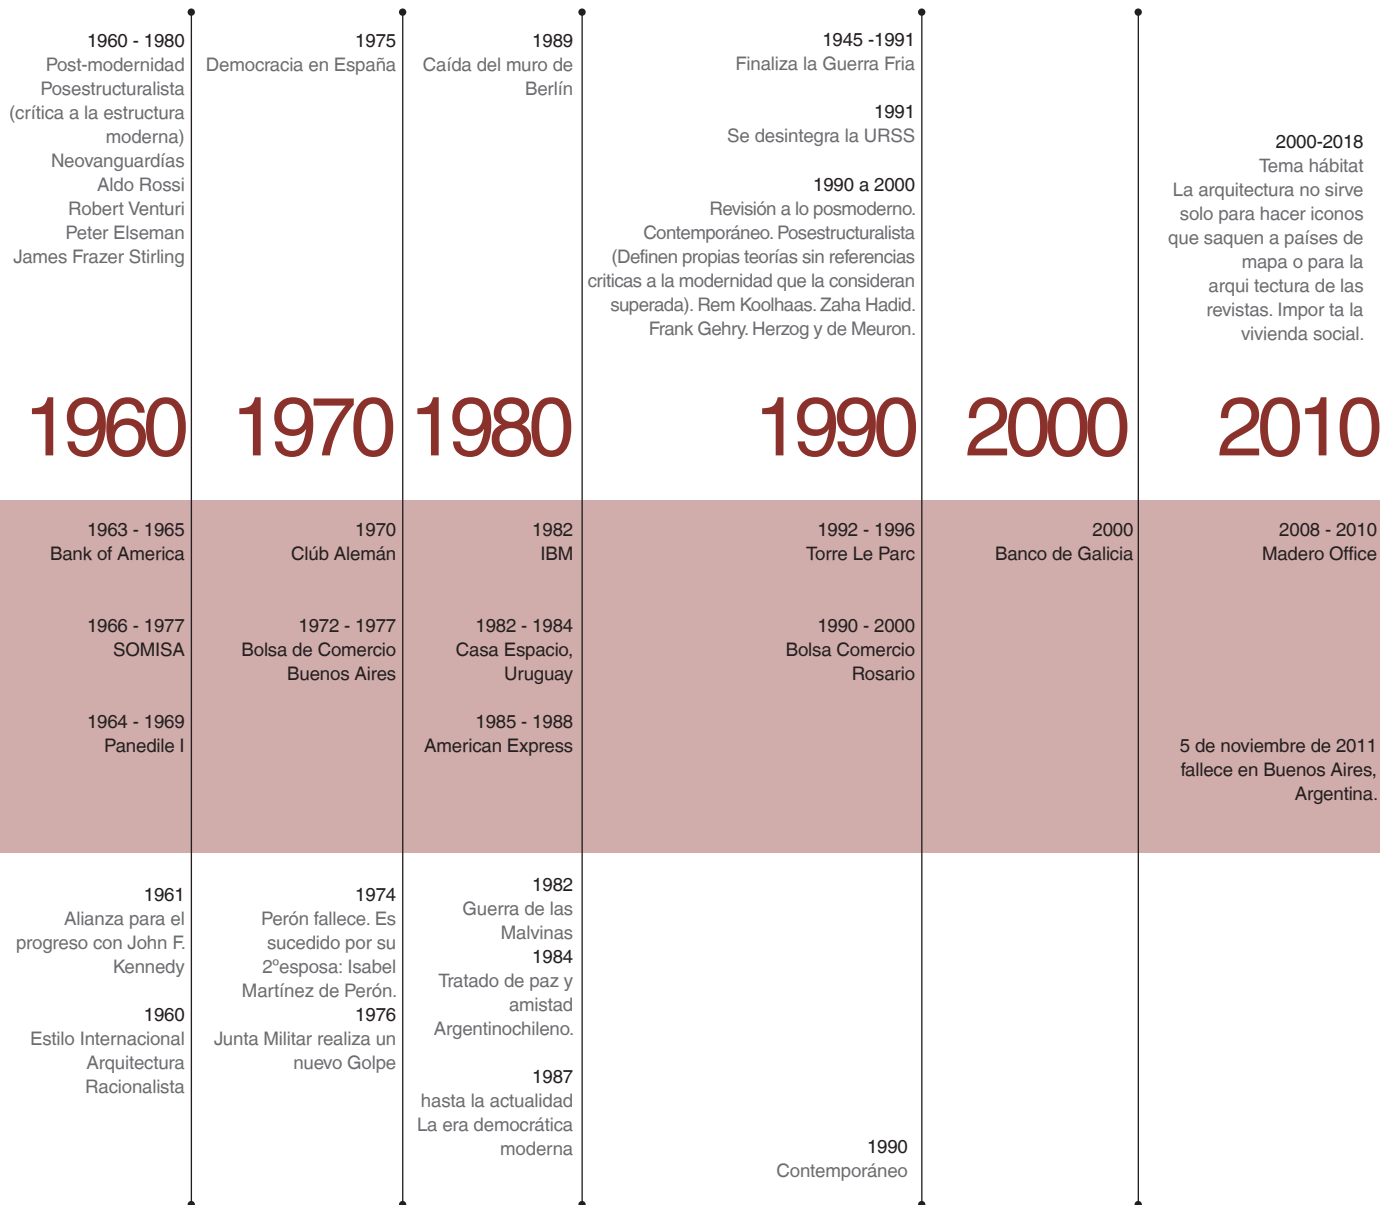 1960 - 1980
Post-modernidad
Posestructuralista
(crítica a la estructura
moderna)
Neovanguardías
Aldo Rossi
Robert Venturi
Peter Elseman
James Frazer Stirling
1975
Democracia en España
1989
Caída del muro de
Berlín
1945 -1991
Finaliza la Guerra Fria
1991
Se desintegra la URSS
1990 a 2000
Revisión a lo posmoderno.
Contemporáneo. Posestructuralista
(Definen propias teorías sin referencias
criticas a la modernidad que la consideran
superada). Rem Koolhaas. Zaha Hadid.
Frank Gehry. Herzog y de Meuron.
2000-2018
Tema hábitat
La arquitectura no sirve
solo para hacer iconos
que saquen a países de
mapa o para la
arqui tectura de las
revistas. Impor ta la
vivienda social.
1960
1970
1980
1990
2000
2010
1963 - 1965
Bank of America
1966 - 1977
SOMISA
1964 - 1969
Panedile I
1970
Clúb Alemán
1972 - 1977
Bolsa de Comercio
Buenos Aires
1982
IBM
1982 - 1984
Casa Espacio,
Uruguay
1985 - 1988
American Express
1992 - 1996
Torre Le Parc
1990 - 2000
Bolsa Comercio
Rosario
2000
Banco de Galicia
2008 - 2010
Madero Office
5 de noviembre de 2011
fallece en Buenos Aires,
Argentina.
1961
Alianza para el
progreso con John F.
Kennedy
1960
Estilo Internacional
Arquitectura
Racionalista
1974
Perón fallece. Es
sucedido por su
2ºesposa: Isabel
Martínez de Perón.
1976
Junta Militar realiza un
nuevo Golpe
1982
Guerra de las
Malvinas
1984
Tratado de paz y
amistad
Argentinochileno.
1987
hasta la actualidad
La era democrática
moderna
1990
Contemporáneo